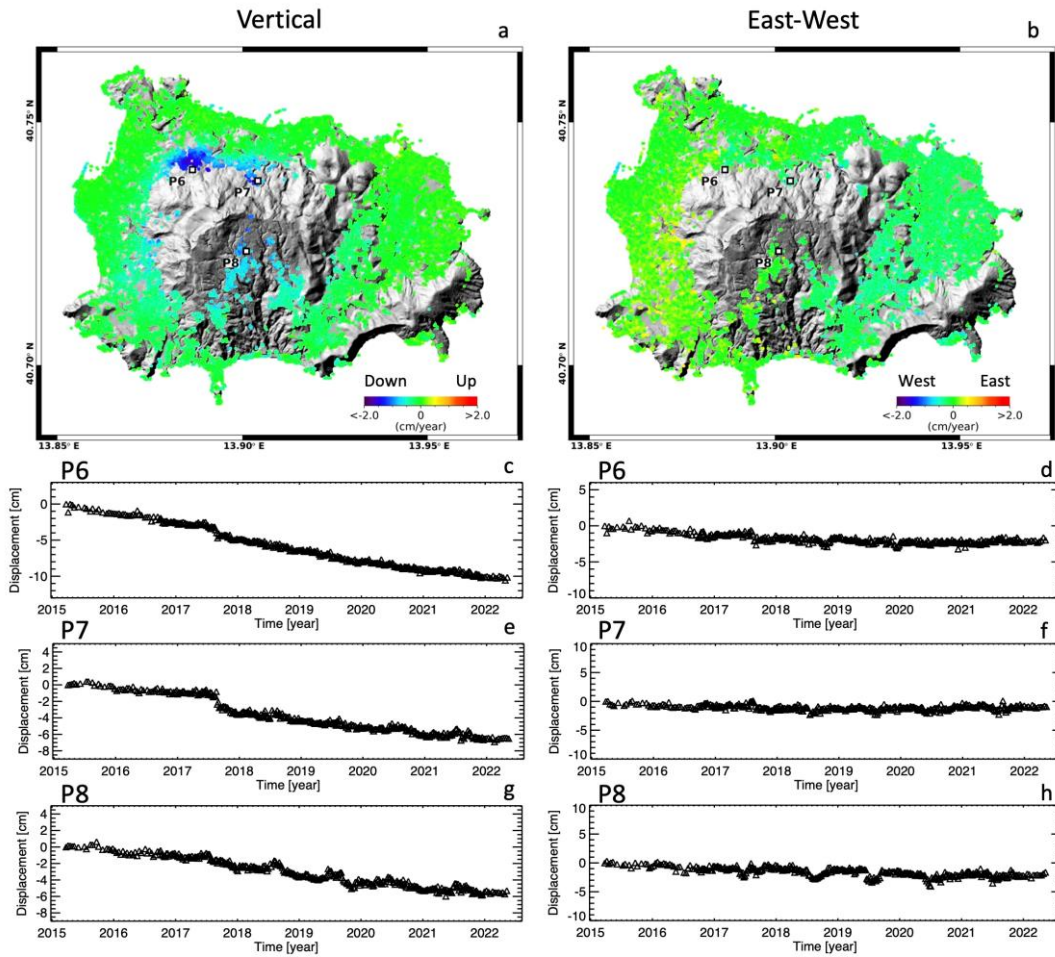 Vertical
East-West
a
b
40.75° N
40.75° N
P6
P7
P8
P6
P7
P8
40.70° N
40.70° N
Down Up
<-2.0 0 >2.0
(cm/year)
West East
<-2.0 0 >2.0
(cm/year)
13.85° E 13.90° E 13.95° E
13.85° E 13.90° E 13.95° E
P6 c
Displacement [cm]
0
-5
-10
2015 2016 2017 2018 2019 2020 2021 2022
Time [year]
P6 d
Displacement [cm]
5
0
-5
-10
2015 2016 2017 2018 2019 2020 2021 2022
Time [year]
P7 e
Displacement [cm]
4
2
0
-2
-4
-6
-8
2015 2016 2017 2018 2019 2020 2021 2022
Time [year]
P7 f
Displacement [cm]
10
5
0
-5
-10
2015 2016 2017 2018 2019 2020 2021 2022
Time [year]
P8 g
Displacement [cm]
4
2
0
-2
-4
-6
-8
2015 2016 2017 2018 2019 2020 2021 2022
Time [year]
P8 h
Displacement [cm]
10
5
0
-5
-10
2015 2016 2017 2018 2019 2020 2021 2022
Time [year]